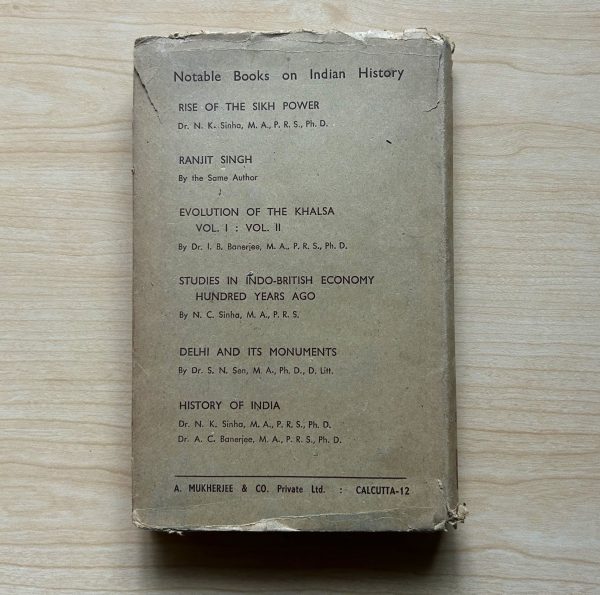 Notable Books on Indian History
RISE OF THE SIKH POWER
Dr. N. K. Sinha, M. A., P. R. S., Ph. D.
RANJIT SINGH
By the Same Author
EVOLUTION OF THE KHALSA
VOL. I : VOL. II
By Dr. I. B. Banerjee, M. A., P. R. S., Ph. D.
STUDIES IN INDO-BRITISH ECONOMY
HUNDRED YEARS AGO
By N. C. Sinha, M. A., P. R. S.
DELHI AND ITS MONUMENTS
By Dr. S. N. Sen, M. A., Ph. D., D. Litt.
HISTORY OF INDIA
Dr. N. K. Sinha, M. A., P. R. S., Ph. D.
Dr. A. C. Banerjee, M. A., P. R. S., Ph. D.
A. MUKHERJEE & CO. Private Ltd. : CALCUTTA-12